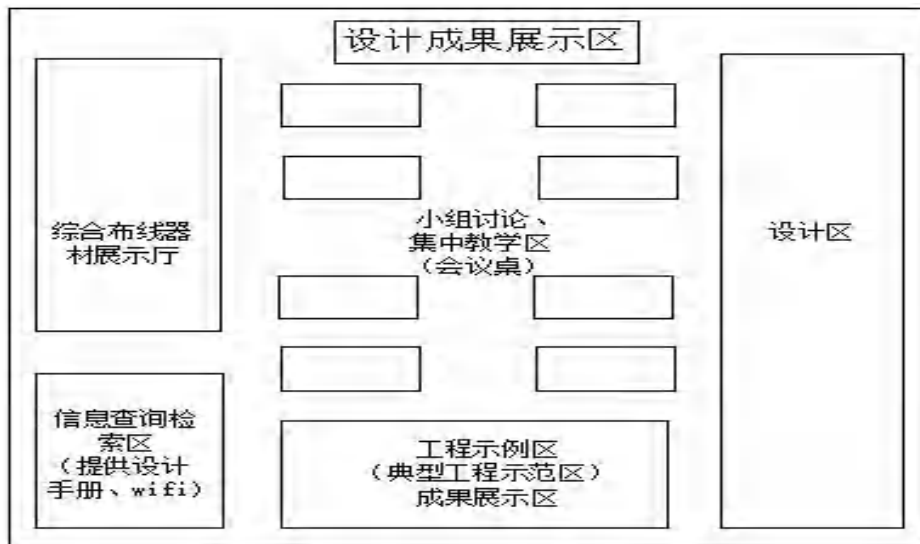 设计成果展示区
综合布线器
材展示厅
小组讨论、
集中教学区
（会议桌）
设计区
信息查询检
索区
（提供设计
手册、wifi）
工程示例区
（典型工程示范区）
成果展示区